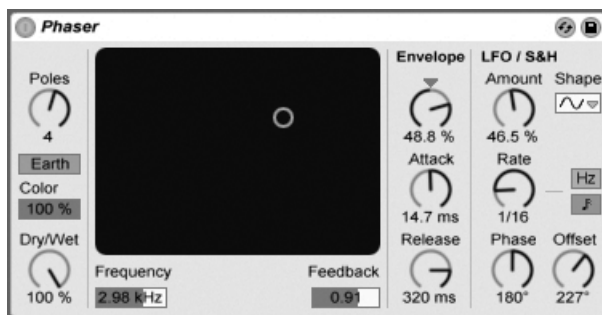 Phaser
Poles
4
Earth
Color
100 %
Dry/Wet
100 %
Frequency
2.98 kHz
Feedback
0.91
Envelope
48.8 %
Attack
14.7 ms
Release
320 ms
LFO / S&H
Amount
46.5 %
Shape
Rate
1/16
Hz
Phase
180°
Offset
227°